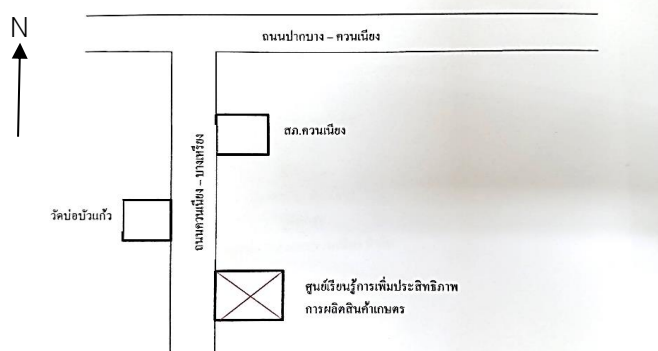 N
ถนนปากบาง – ควนเนียง
สภ.ควนเนียง
ถนนควนเนียง – บางเหรียง
วัดบ่อบัวแก้ว
ศูนย์เรียนรู้การเพิ่มประสิทธิภาพ
การผลิตสินค้าเกษตร